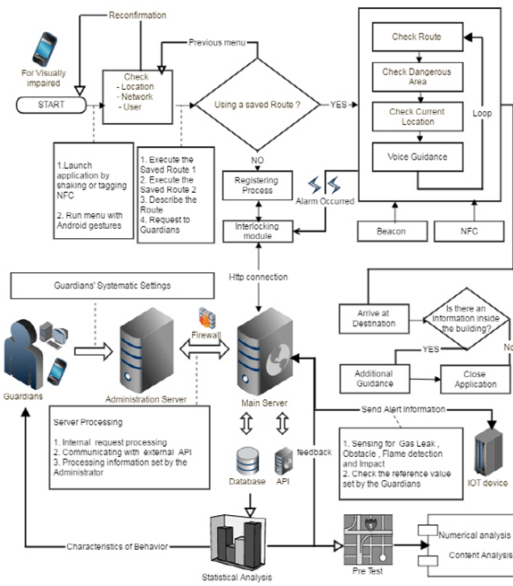 Reconfirmation
For Visually
impaired
START
Previous menu
Check
- Location
- Network
- User
Using a saved Route ?
YES
NO
Check Route
Check Dangerous
Area
Check Current
Location
Voice Guidance
Loop
1.Launch
application by
shaking or tagging
NFC
2. Run menu with
Android gestures
1. Execute the
Saved Route 1
2. Execute the
Saved Route 2
3. Describe the
Route
4. Request to
Guardians
Registering
Process
Alarm Occurred
Interlocking
module
Beacon
NFC
Http connection
Guardians' Systematic Settings
Firewall
Arrive at
Destination
Is there an
information inside
the building?
YES
No
Additional
Guidance
Close
Application
Guardians
Administration Server
Main Server
Send Alert Information
Server Processing
1. Internal request processing
2. Communicating with external API
3. Processing information set by the
Administrator
feedback
1. Sensing for Gas Leak ,
Obstacle , Flame detection
and Impact
2. Check the reference value
set by the Guardians
IOT device
Database
API
Characteristics of Behavior
Statistical Analysis
Pre Test
Numerical analysis
Content Analysis